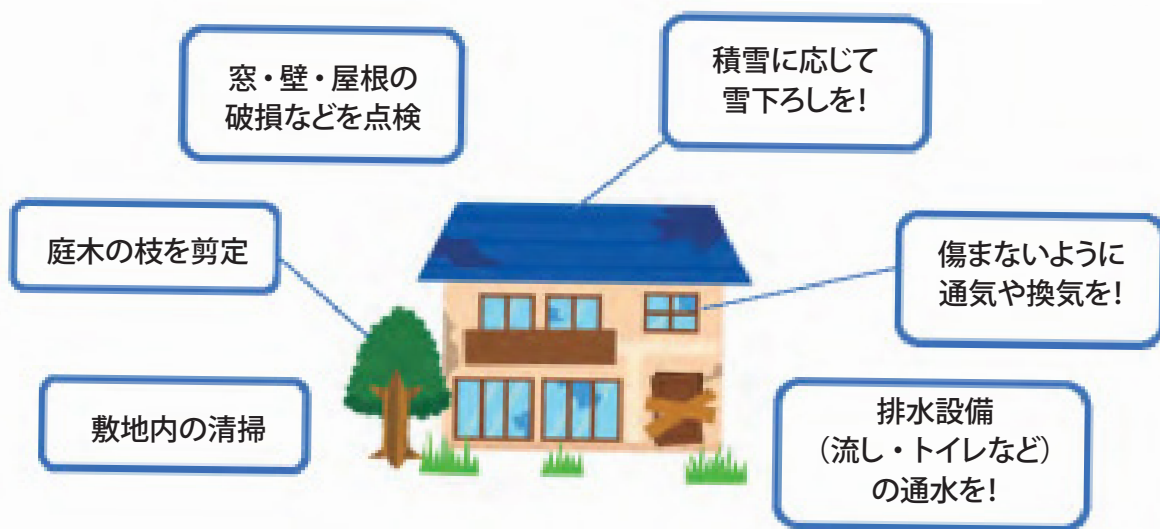 窓・壁・屋根の
破損などを点検
積雪に応じて
雪下ろしを!
庭木の枝を剪定
傷まないように
通気や換気を!
敷地内の清掃
排水設備
(流し・トイレなど)
の通水を!